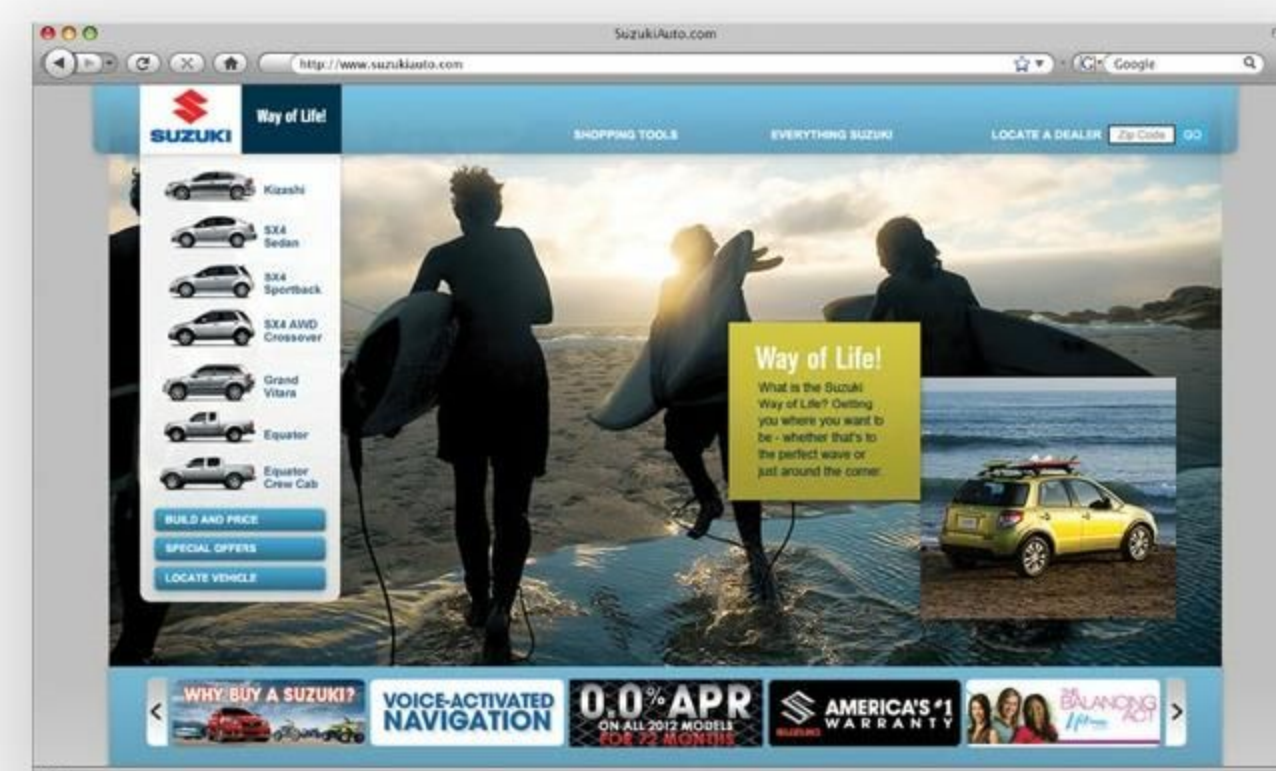 SuzukiAuto.com
http://www.suzukiauto.com
Google
SUZUKI
Way of Life!
SHOPPING TOOLS
EVERYTHING SUZUKI
LOCATE A DEALER
Zip Code
GO
Kizashi
SX4
Sedan
SX4
Sportback
SX4 AWD
Crossover
Grand
Vitara
Equator
Equator
Crew Cab
BUILD AND PRICE
SPECIAL OFFERS
LOCATE VEHICLE
Way of Life!
What is the Suzuki
Way of Life? Getting
you where you want to
be - whether that's to
the perfect wave or
just around the corner.
WHY BUY A SUZUKI?
VOICE-ACTIVATED
NAVIGATION
0.0% APR
ON ALL 2012 MODELS
FOR 72 MONTHS
SUZUKI
AMERICA'S #1
WARRANTY
THE
BALANCING
ACT